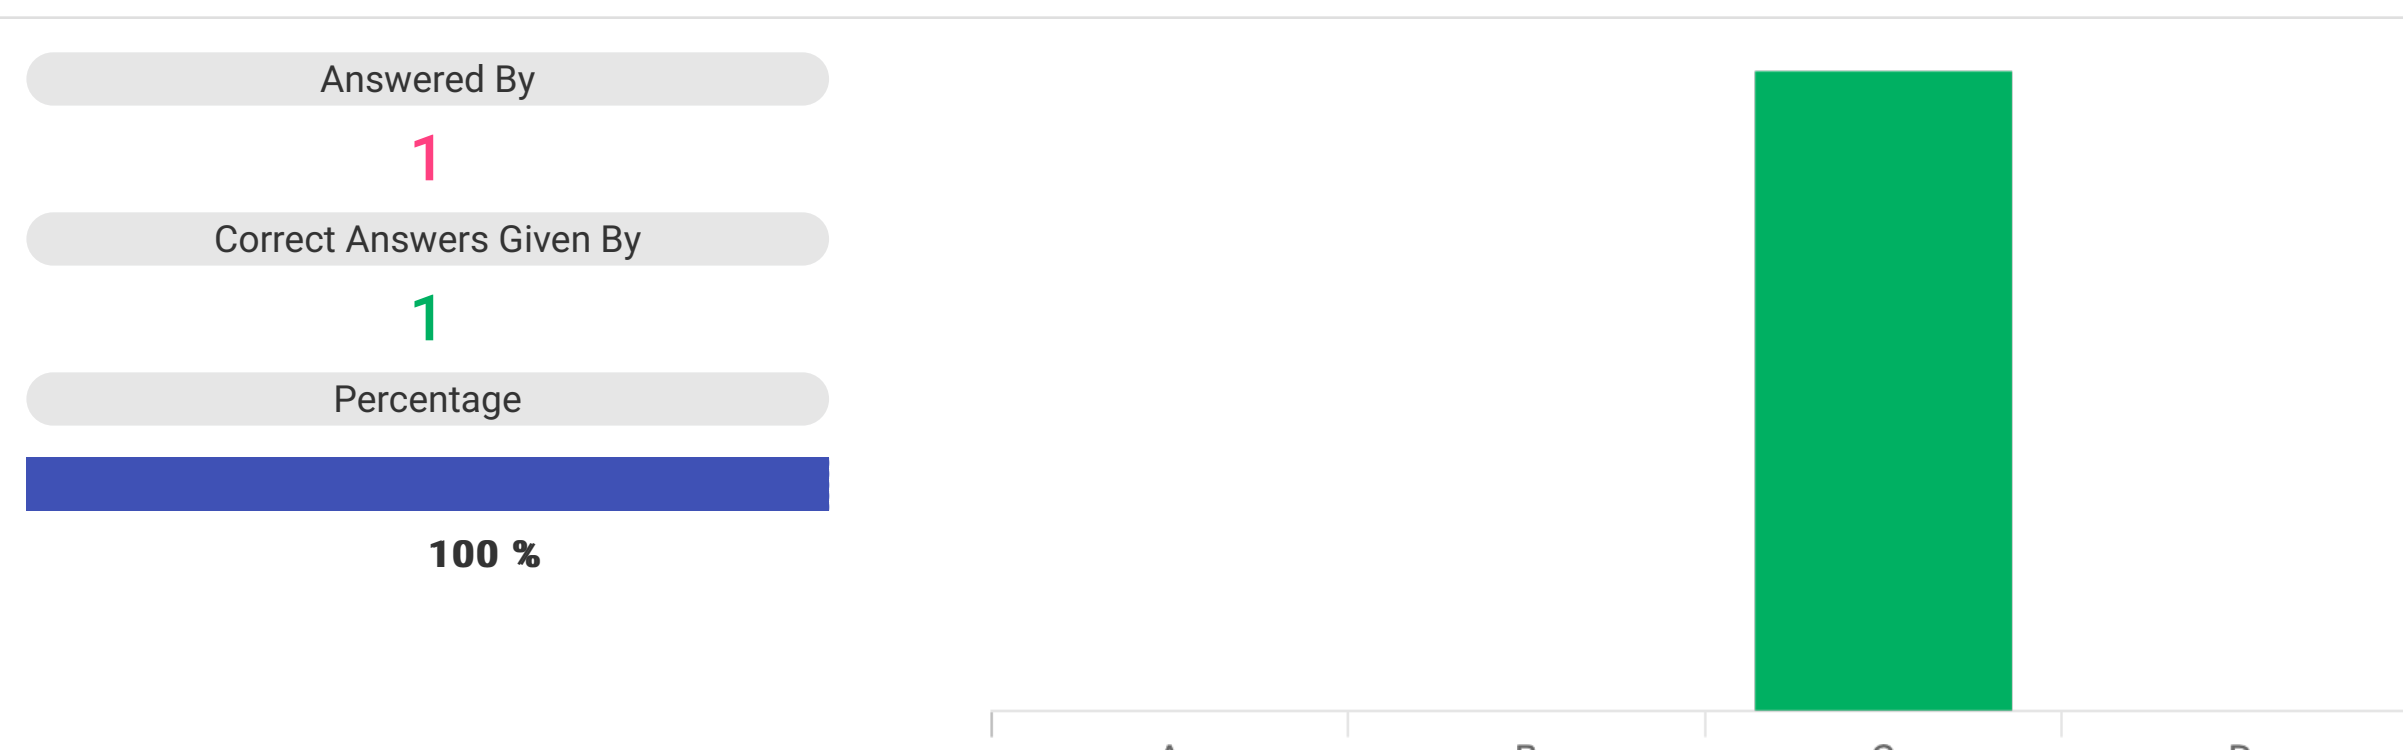 Answered By
1
Correct Answers Given By
1
Percentage
100 %